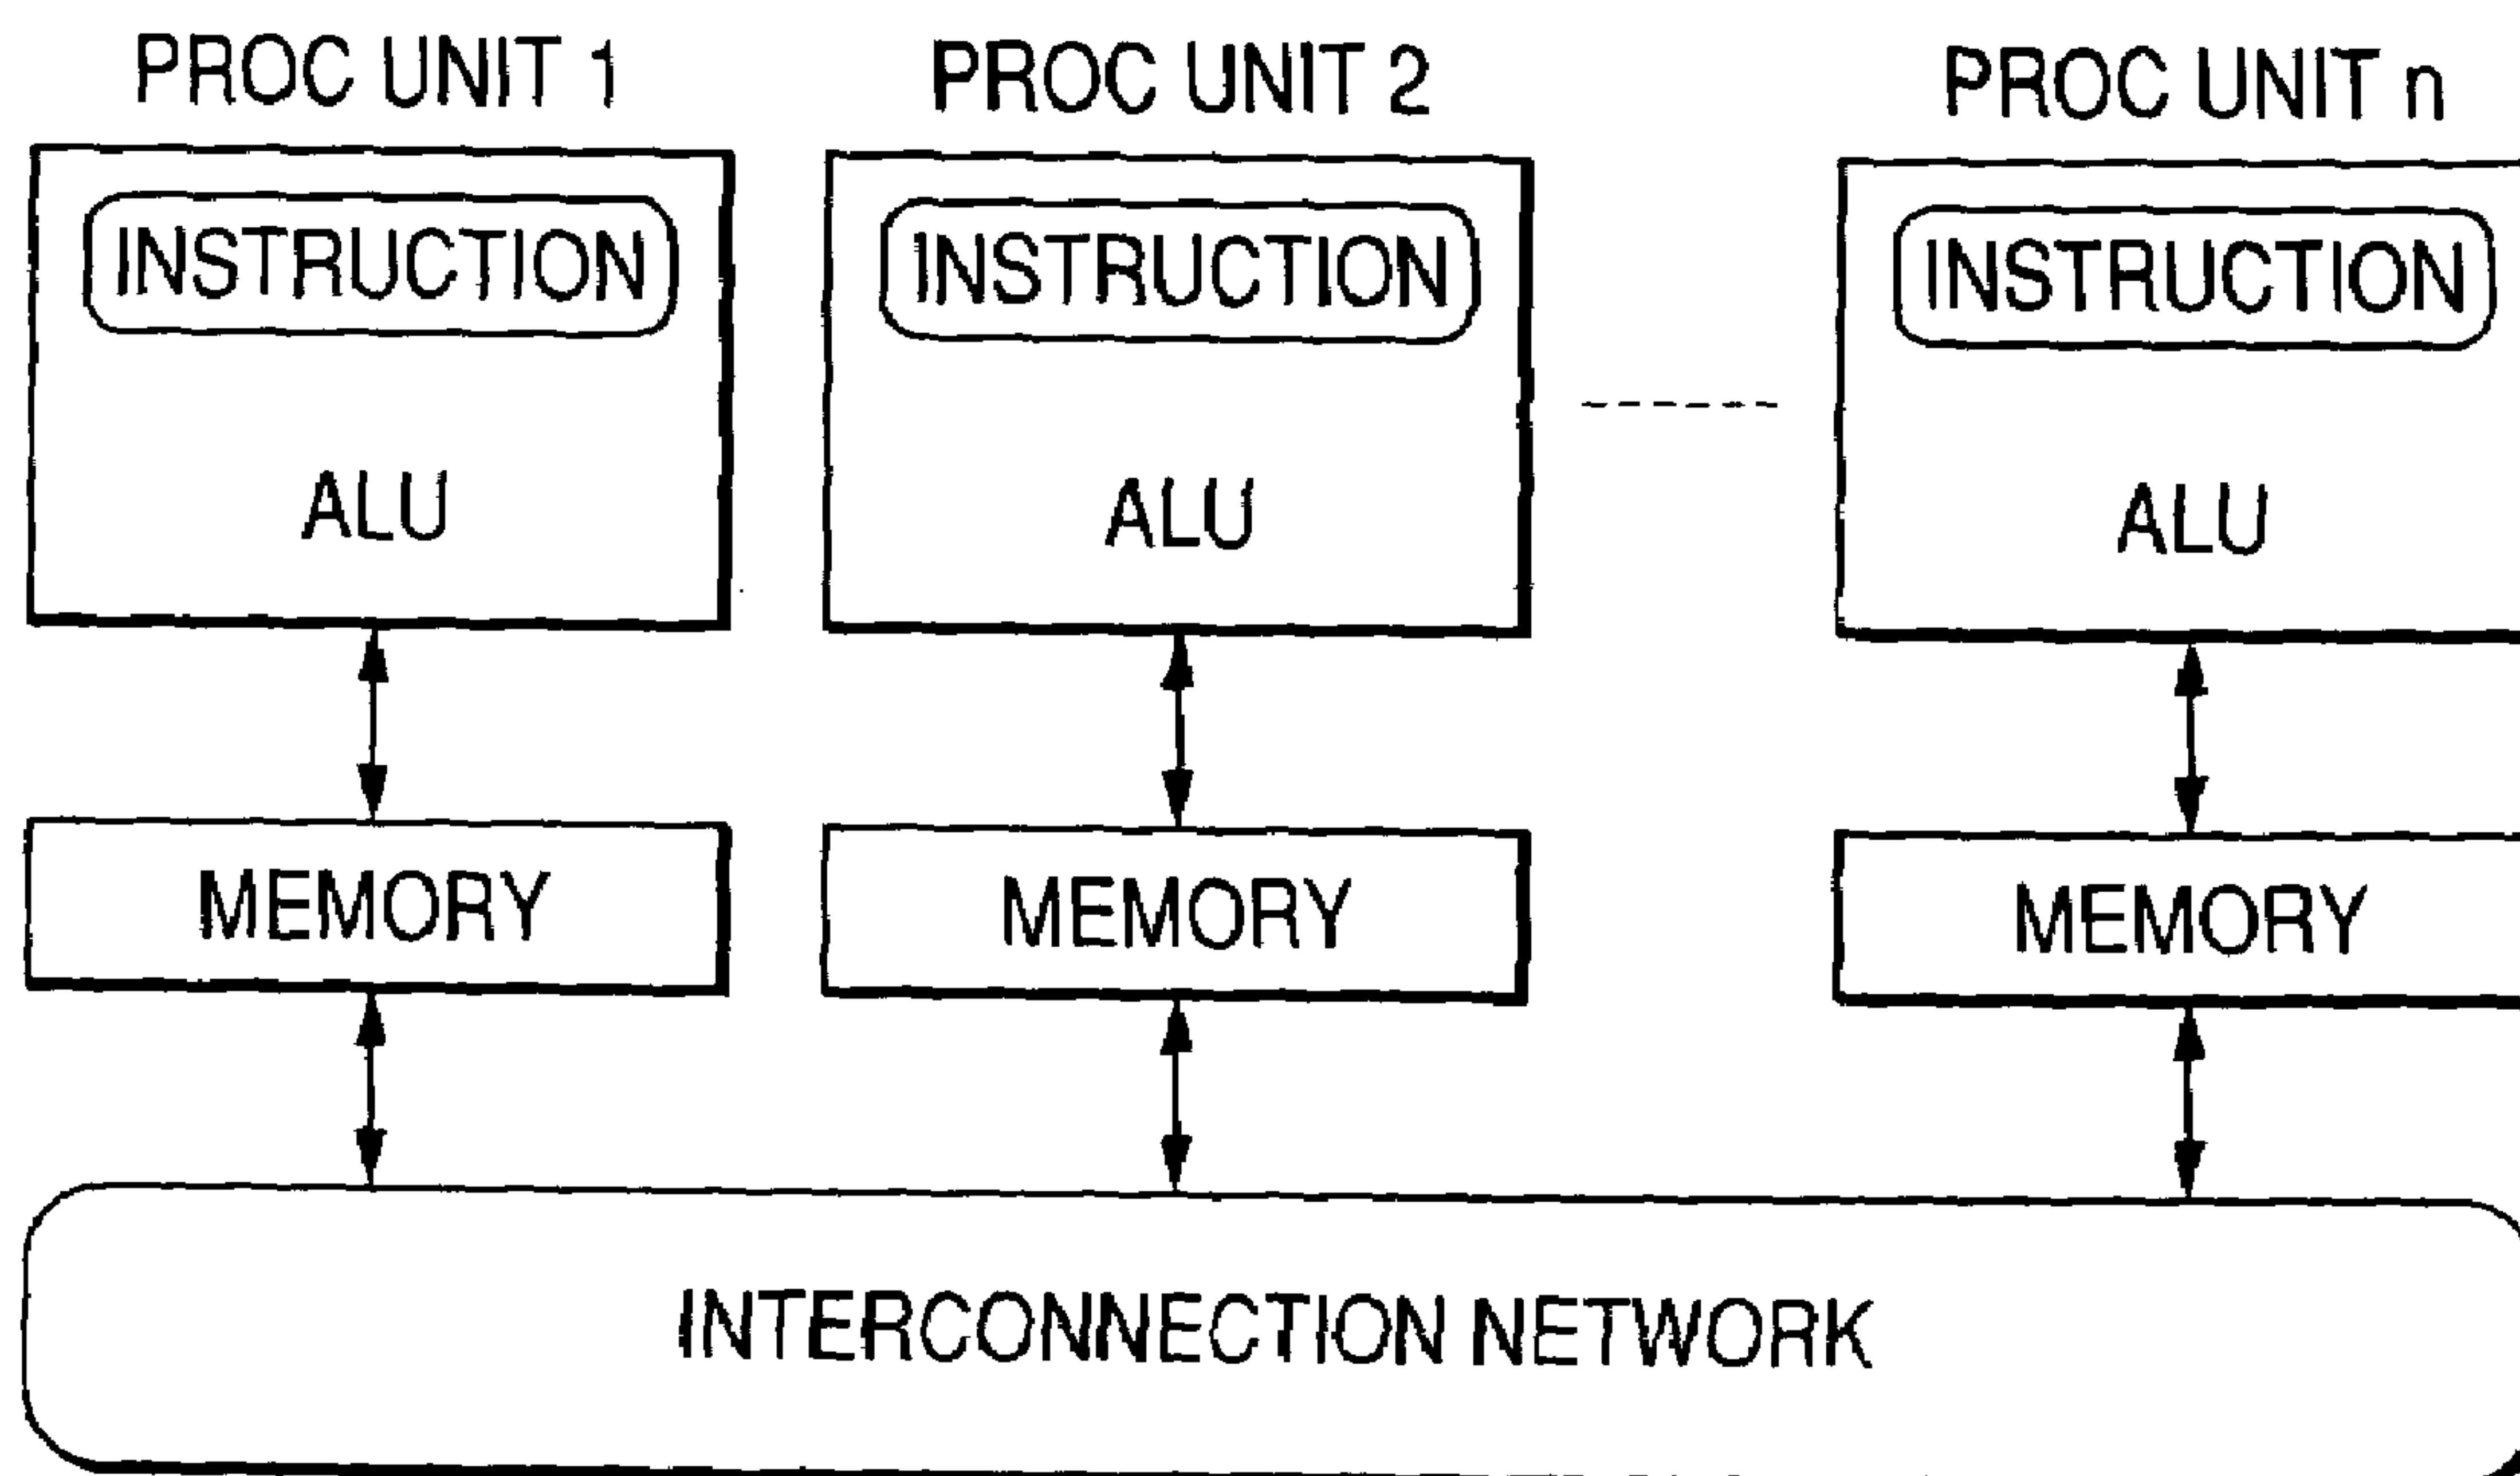 PROC UNIT 1 PROC UNIT 2 PROC UNIT n
INSTRUCTION INSTRUCTION INSTRUCTION
ALU ALU ALU
MEMORY MEMORY MEMORY
INTERCONNECTION NETWORK